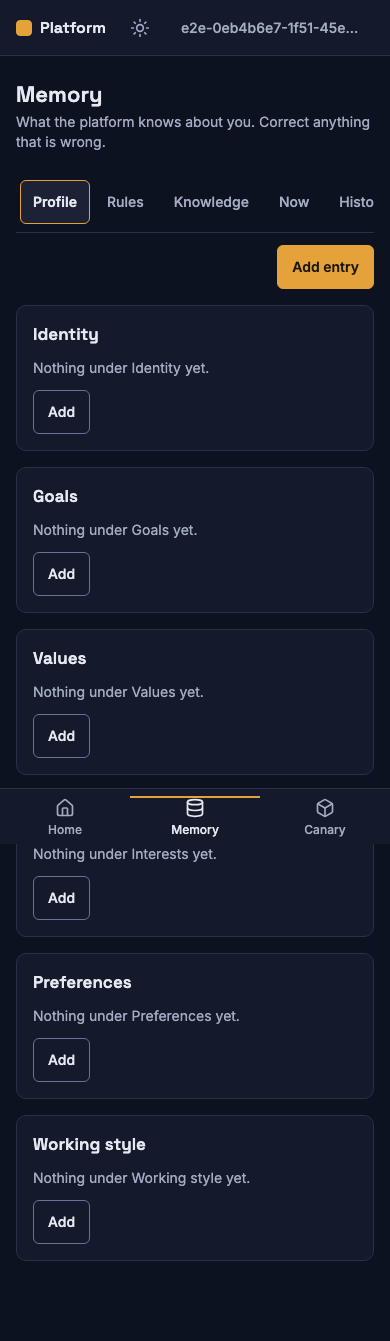 Platform
e2e-0eb4b6e7-1f51-45e...
Memory
What the platform knows about you. Correct anything
that is wrong.
Profile Rules Knowledge Now Histo
Add entry
Identity
Nothing under Identity yet.
Add
Goals
Nothing under Goals yet.
Add
Values
Nothing under Values yet.
Add
Home Memory Canary
Nothing under Interests yet.
Add
Preferences
Nothing under Preferences yet.
Add
Working style
Nothing under Working style yet.
Add